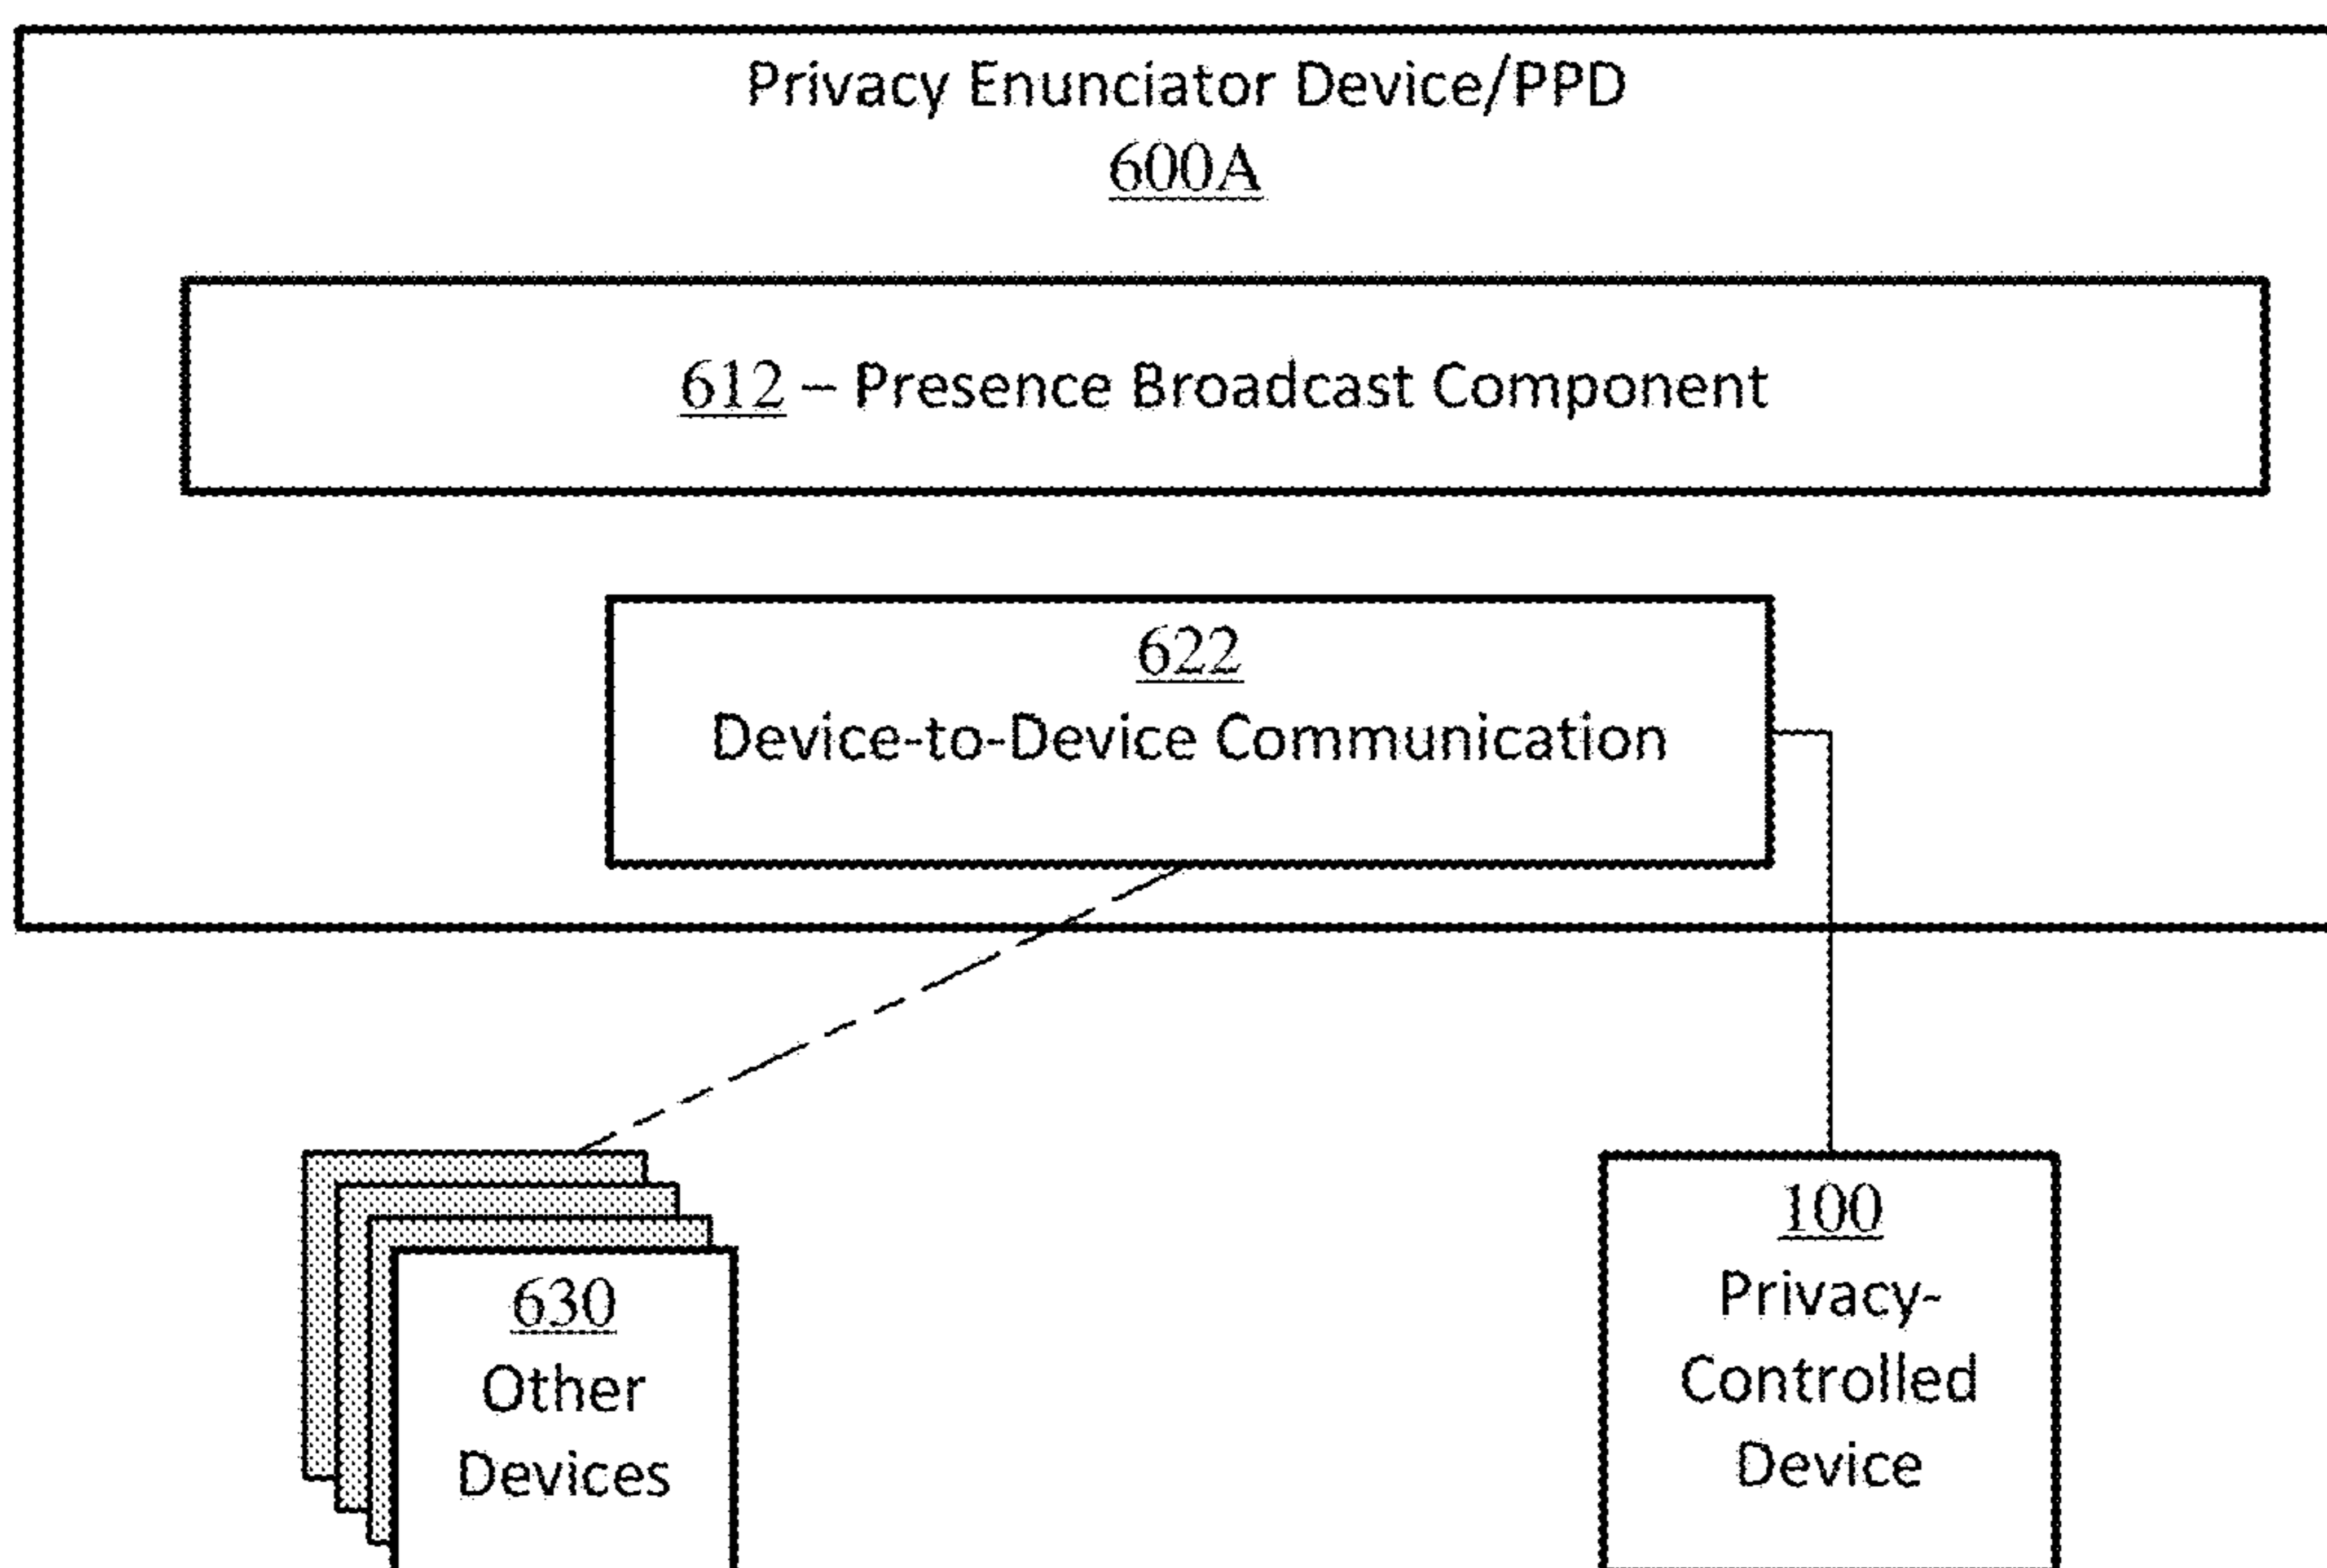 Privacy Enunciator Device/PPD
600A
612 – Presence Broadcast Component
622
Device-to-Device Communication
630
Other
Devices
100
Privacy-
Controlled
Device